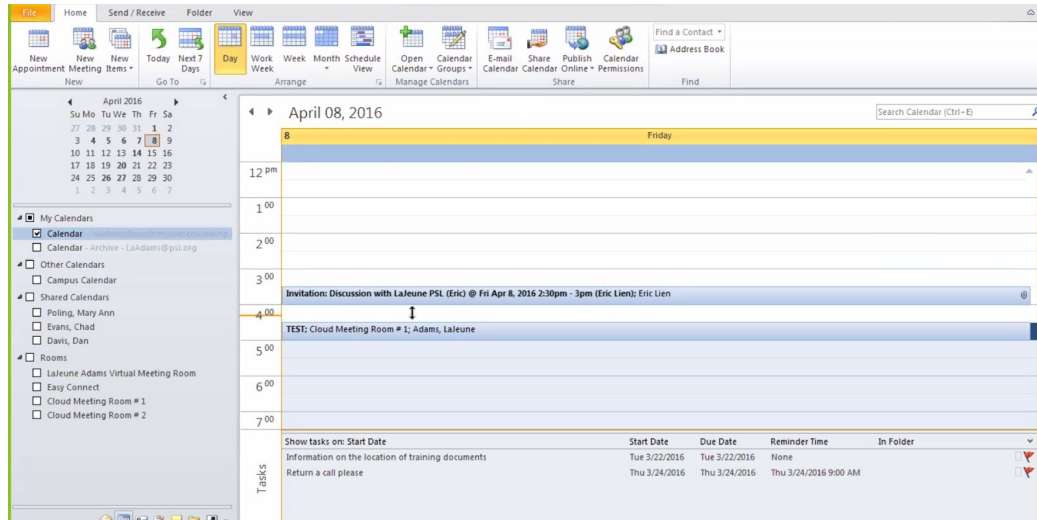 File Home Send / Receive Folder View
New Appointment New Meeting New Items Today Next 7 Days Day Work Week Week Month Schedule View Open Calendar Calendar Groups E-mail Calendar Share Calendar Publish Online Calendar Permissions Find a Contact
Address Book
New Go To Arrange Manage Calendars Share Find
April 2016
Su Mo Tu We Th Fr Sa
27 28 29 30 31 1 2
3 4 5 6 7 8 9
10 11 12 13 14 15 16
17 18 19 20 21 22 23
24 25 26 27 28 29 30
1 2 3 4 5 6 7
My Calendars
Calendar
Calendar - Archive - LaAdams@psl.org
Other Calendars
Campus Calendar
Shared Calendars
Poling, Mary Ann
Evans, Chad
Davis, Dan
Rooms
LaJeune Adams Virtual Meeting Room
Easy Connect
Cloud Meeting Room # 1
Cloud Meeting Room # 2
April 08, 2016 Search Calendar (Ctrl+E)
8 Friday
12 pm
1 00
2 00
3 00
Invitation: Discussion with LaJeune PSL (Eric) @ Fri Apr 8, 2016 2:30pm - 3pm (Eric Lien); Eric Lien
4 00
TEST; Cloud Meeting Room # 1; Adams, LaJeune
5 00
6 00
7 00
Tasks
Show tasks on: Start Date Start Date Due Date Reminder Time In Folder
Information on the location of training documents Tue 3/22/2016 Tue 3/22/2016 None
Return a call please Thu 3/24/2016 Thu 3/24/2016 Thu 3/24/2016 9:00 AM